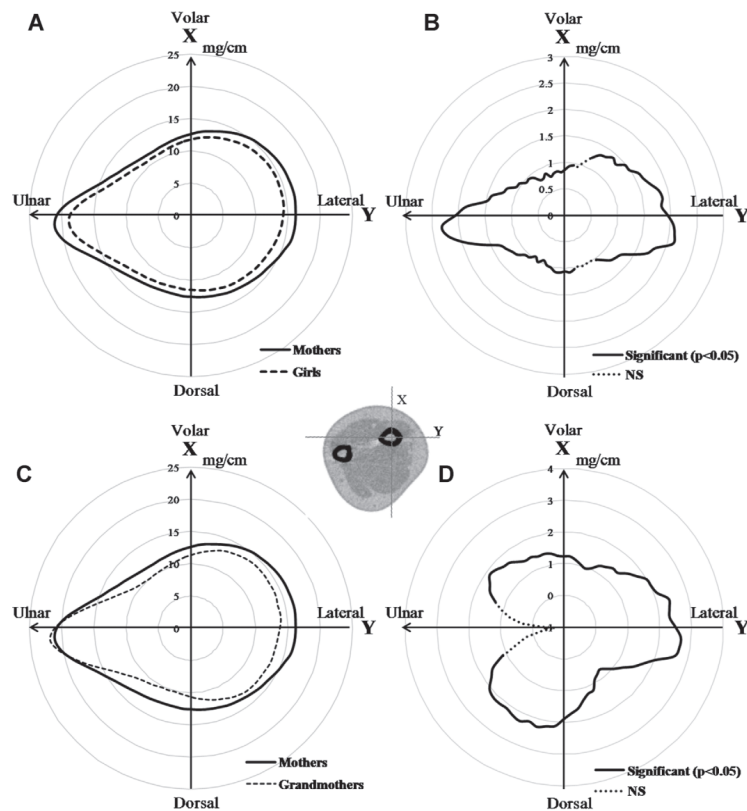 A
Volar
X
mg/cm
25
20
15
10
5
0
Ulnar
Lateral
Y
Mothers
Girls
Dorsal
B
Volar
X
mg/cm
3
2.5
2
1.5
1
0.5
0
Ulnar
Lateral
Y
Significant (p<0.05)
NS
Dorsal
X
Y
C
Volar
X
mg/cm
25
20
15
10
5
0
Ulnar
Lateral
Y
Mothers
Grandmothers
Dorsal
D
Volar
X
mg/cm
4
3
2
1
0
-1
Ulnar
Lateral
Y
Significant (p<0.05)
NS
Dorsal